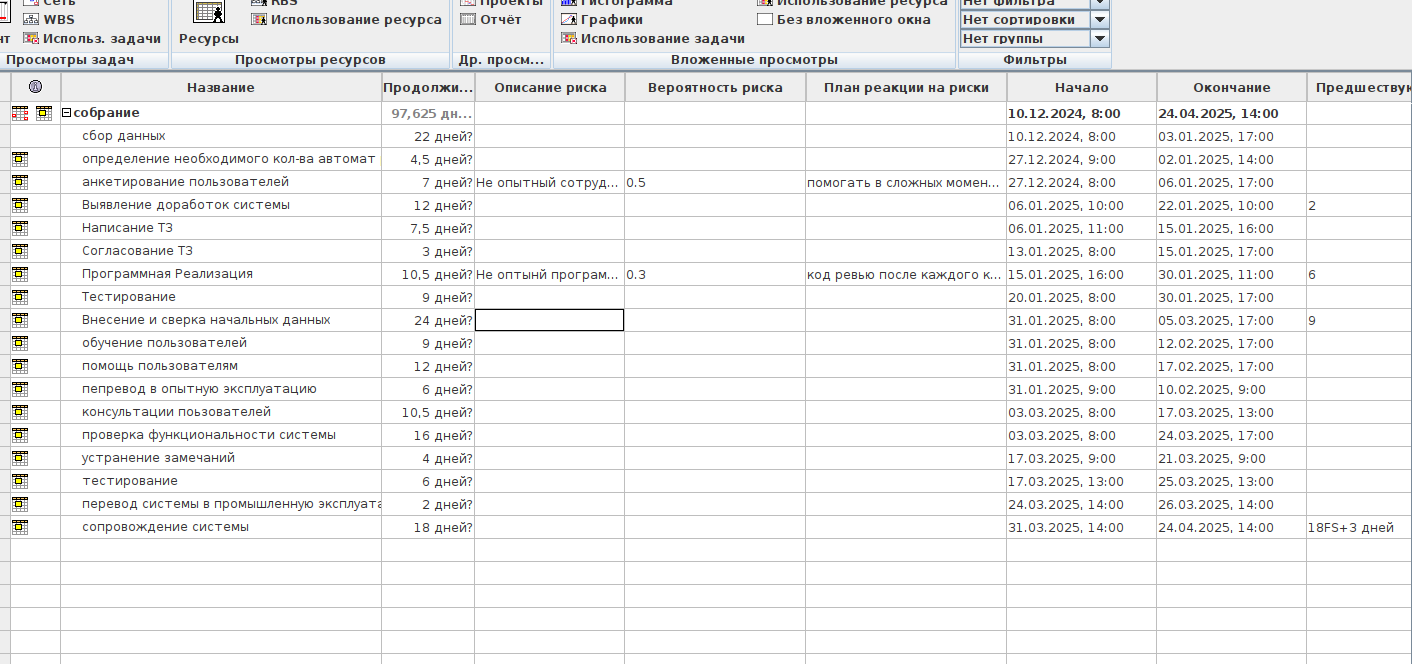 Сеть RBS Проекты Гистограмма Использование ресурса Нет фильтра
WBS Использование ресурса Отчёт Графики Без вложенного окна Нет сортировки
Использ. задачи Ресурсы Использование задачи Нет группы
Просмотры задач Просмотры ресурсов Др. просм... Вложенные просмотры Фильтры
Название Продолжи... Описание риска Вероятность риска План реакции на риски Начало Окончание
собрание 97,625 дн... 10.12.2024, 8:00 24.04.2025, 14:00
сбор данных 22 дней? 10.12.2024, 8:00 03.01.2025, 17:00
определение необходимого кол-ва автомат 4,5 дней? 27.12.2024, 9:00 02.01.2025, 14:00
анкетирование пользователей 7 дней? Не опытный сотруд... 0.5 помогать в сложных момен... 27.12.2024, 8:00 06.01.2025, 17:00
Выявление доработок системы 12 дней? 06.01.2025, 10:00 22.01.2025, 10:00 2
Написание ТЗ 7,5 дней? 06.01.2025, 11:00 15.01.2025, 16:00
Согласование ТЗ 3 дней? 13.01.2025, 8:00 15.01.2025, 17:00
Программная Реализация 10,5 дней? Не оптынй програм... 0.3 код ревью после каждого к... 15.01.2025, 16:00 30.01.2025, 11:00 6
Тестирование 9 дней? 20.01.2025, 8:00 30.01.2025, 17:00
Внесение и сверка начальных данных 24 дней? 31.01.2025, 8:00 05.03.2025, 17:00 9
обучение пользователей 9 дней? 31.01.2025, 8:00 12.02.2025, 17:00
помощь пользователям 12 дней? 31.01.2025, 8:00 17.02.2025, 17:00
пепревод в опытную эксплуатацию 6 дней? 31.01.2025, 9:00 10.02.2025, 9:00
консультации поьзователей 10,5 дней? 03.03.2025, 8:00 17.03.2025, 13:00
проверка функциональности системы 16 дней? 03.03.2025, 8:00 24.03.2025, 17:00
устранение замечаний 4 дней? 17.03.2025, 9:00 21.03.2025, 9:00
тестирование 6 дней? 17.03.2025, 13:00 25.03.2025, 13:00
перевод системы в промышленную эксплуата 2 дней? 24.03.2025, 14:00 26.03.2025, 14:00
сопровождение системы 18 дней? 31.03.2025, 14:00 24.04.2025, 14:00 18FS+3 дней